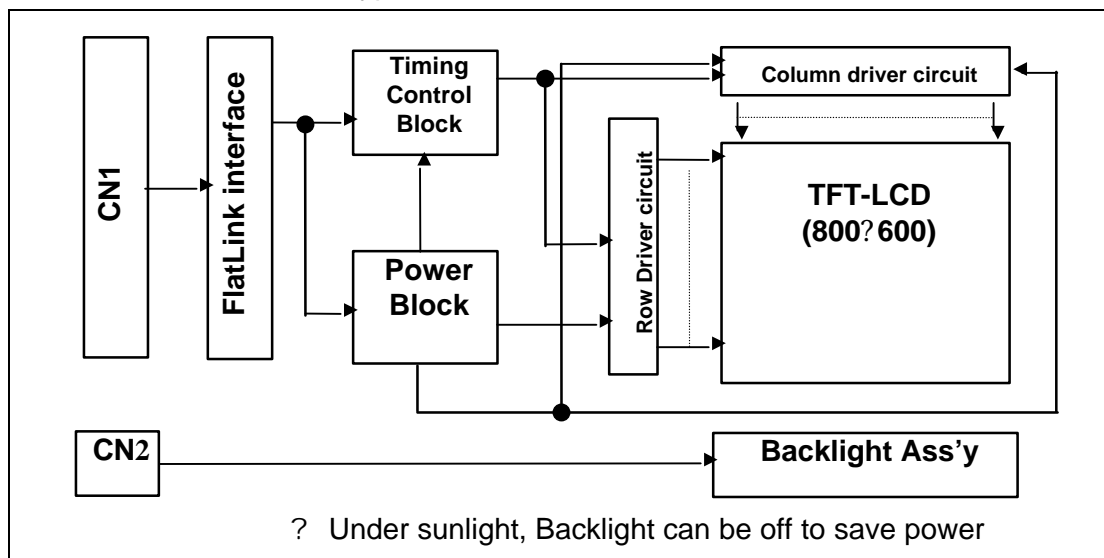 CN1
FlatLink interface
Timing
Control
Block
Power
Block
Row Driver circuit
Column driver circuit
TFT-LCD
(800?600)
CN2
Backlight Ass’y
? Under sunlight, Backlight can be off to save power